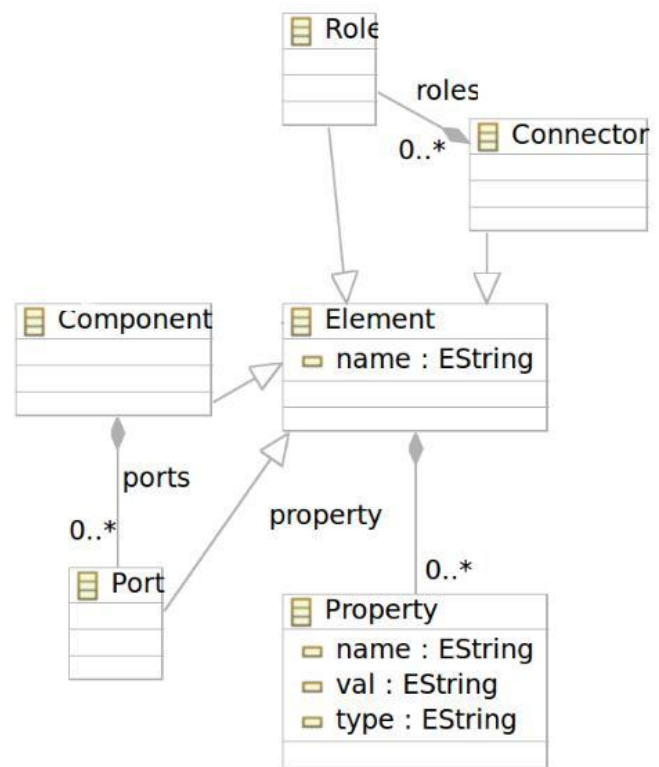 Role
roles
0..*
Connector
Component
Element
name : EString
ports
0..*
property
0..*
Port
Property
name : EString
val : EString
type : EString